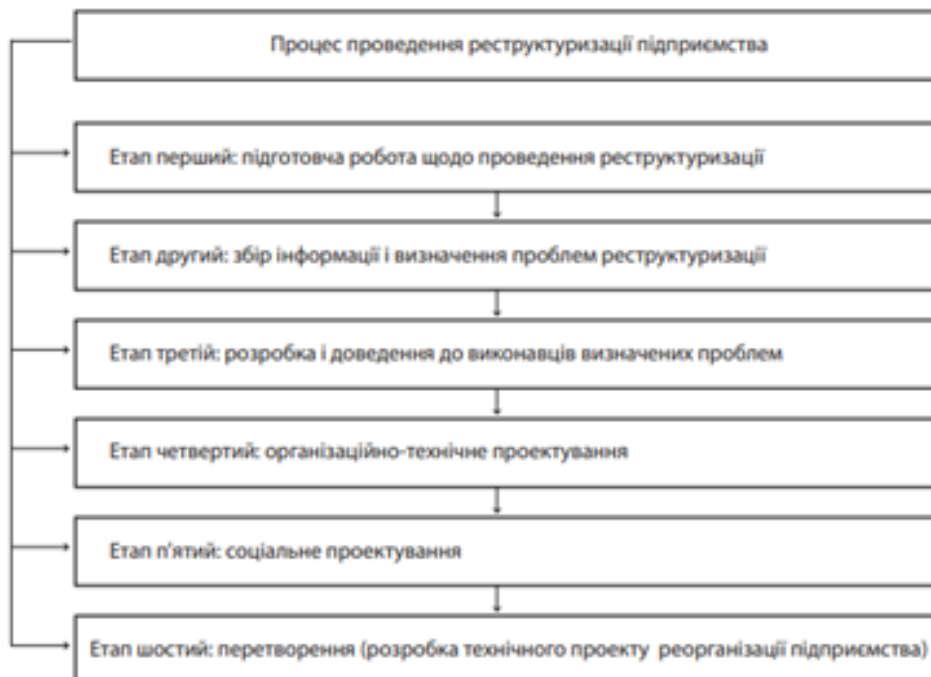 Процес проведення реструктуризації підприємства
Етап перший: підготовча робота щодо проведення реструктуризації
Етап другий: збір інформації і визначення проблем реструктуризації
Етап третій: розробка і доведення до виконавців визначених проблем
Етап четвертий: організаційно-технічне проектування
Етап п'ятий: соціальне проектування
Етап шостий: перетворення (розробка технічного проекту реорганізації підприємства)